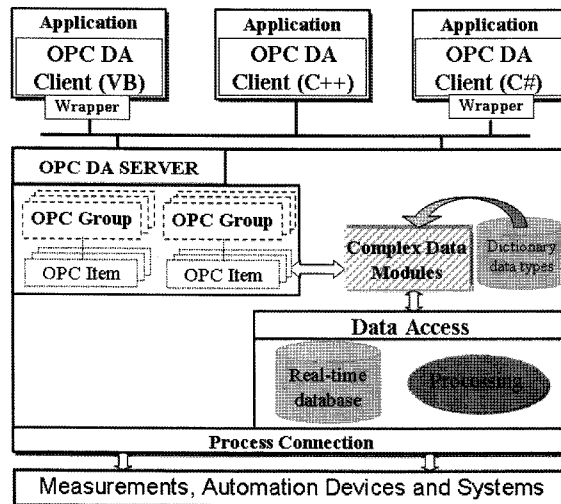 Application
OPC DA
Client (VB)
Wrapper
Application
OPC DA
Client (C++)
Application
OPC DA
Client (C#)
Wrapper
OPC DA SERVER
OPC Group
OPC Group
OPC Item
OPC Item
Complex Data
Modules
Dictionary
data types
Data Access
Real-time
database
Processing
Process Connection
Measurements, Automation Devices and Systems